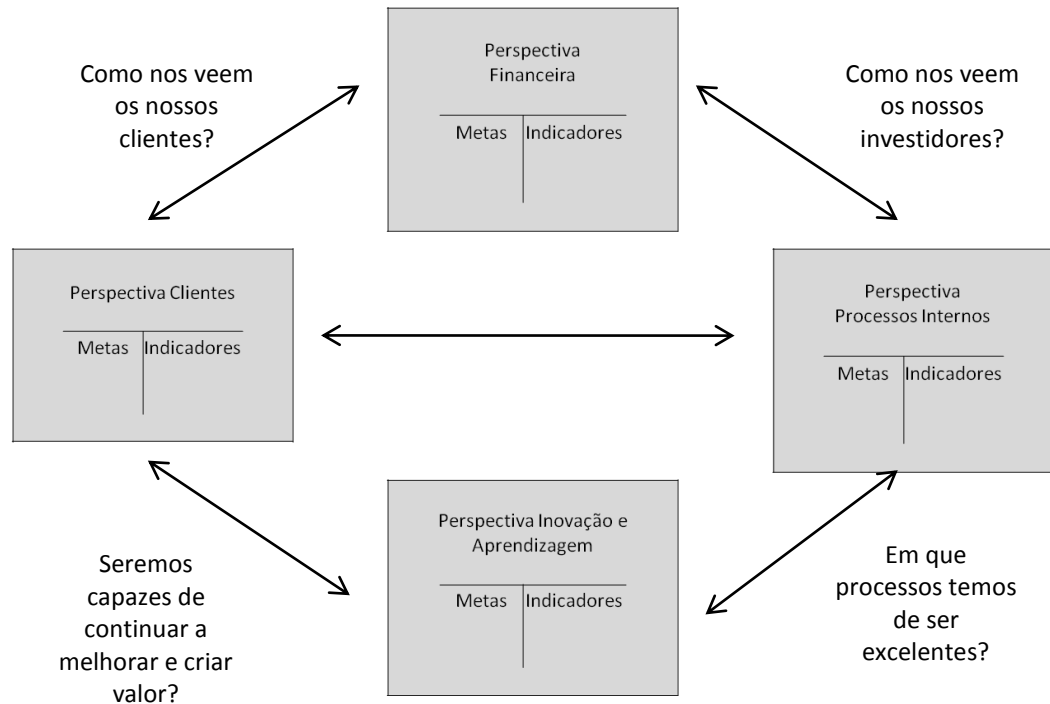 Como nos veem
os nossos
clientes?
Perspectiva
Financeira
Metas Indicadores
Como nos veem
os nossos
investidores?
Perspectiva Clientes
Metas Indicadores
Perspectiva
Processos Internos
Metas Indicadores
Seremos
capazes de
continuar a
melhorar e criar
valor?
Perspectiva Inovação e
Aprendizagem
Metas Indicadores
Em que
processos temos
de ser
excelentes?